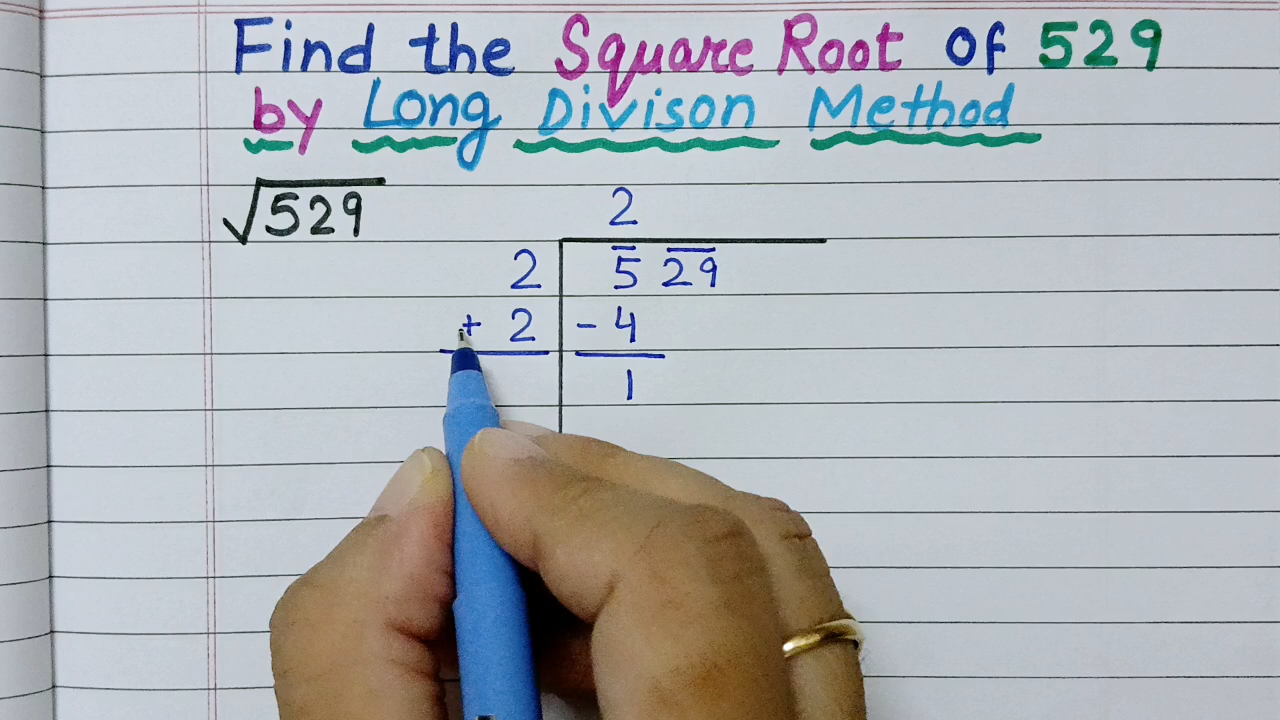 Find the Square Root of 529
by Long Divison Method
√529
2
2 5 29
+ 2 - 4
1